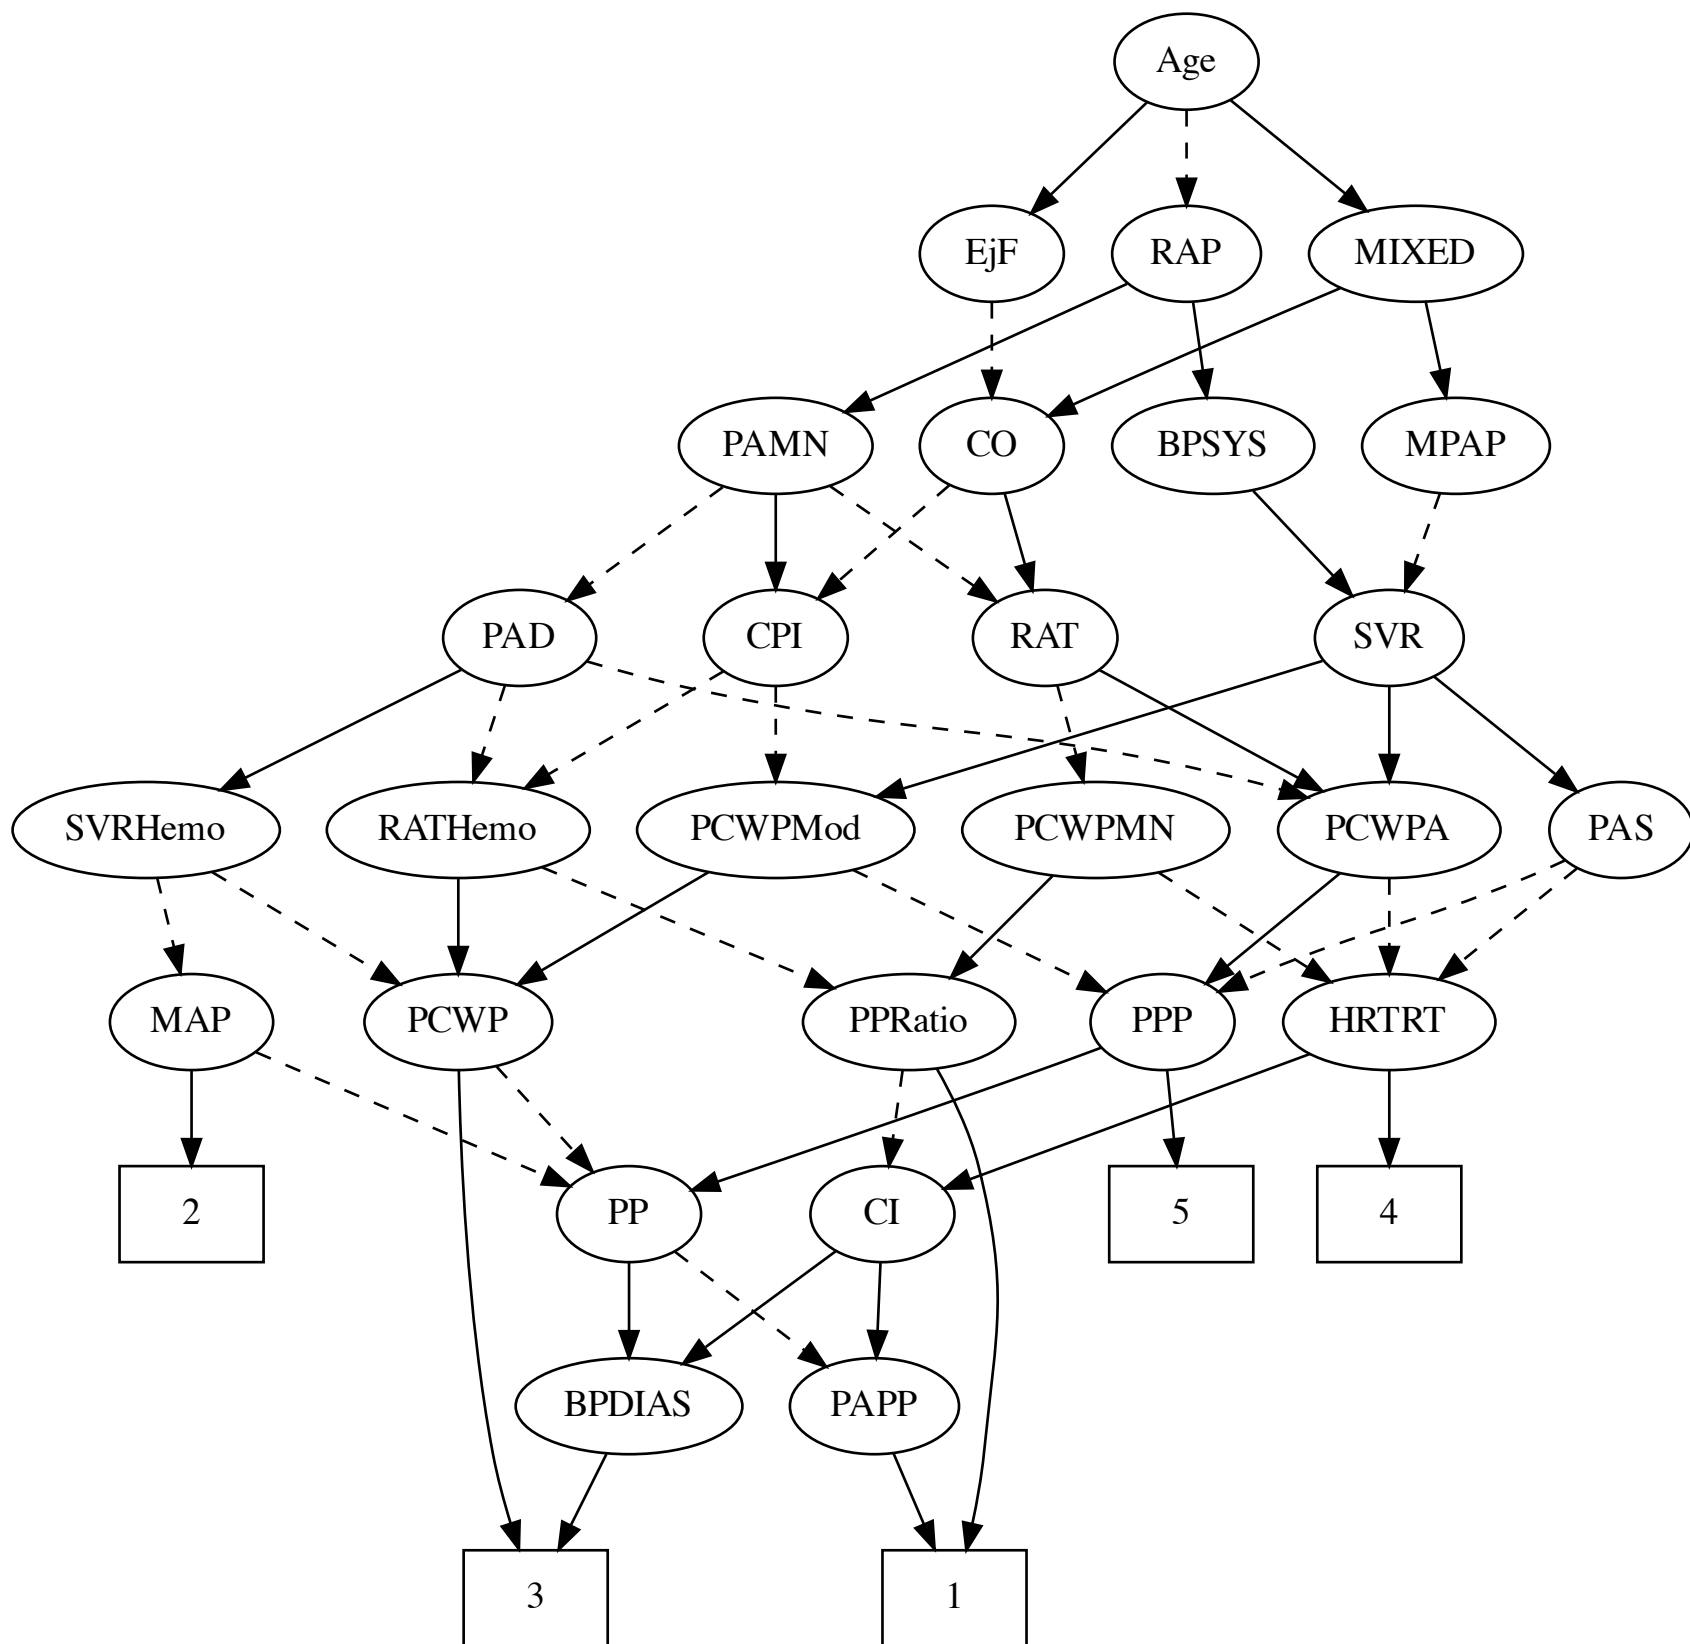 Age
EjF
RAP
MIXED
PAMN
CO
BPSYS
MPAP
PAD
CPI
RAT
SVR
SVRHemo
RATHemo
PCWPMod
PCWPMN
PCWPA
PAS
MAP
PCWP
PPRatio
PPP
HRTRT
2
PP
CI
5
4
BPDIAS
PAPP
3
1